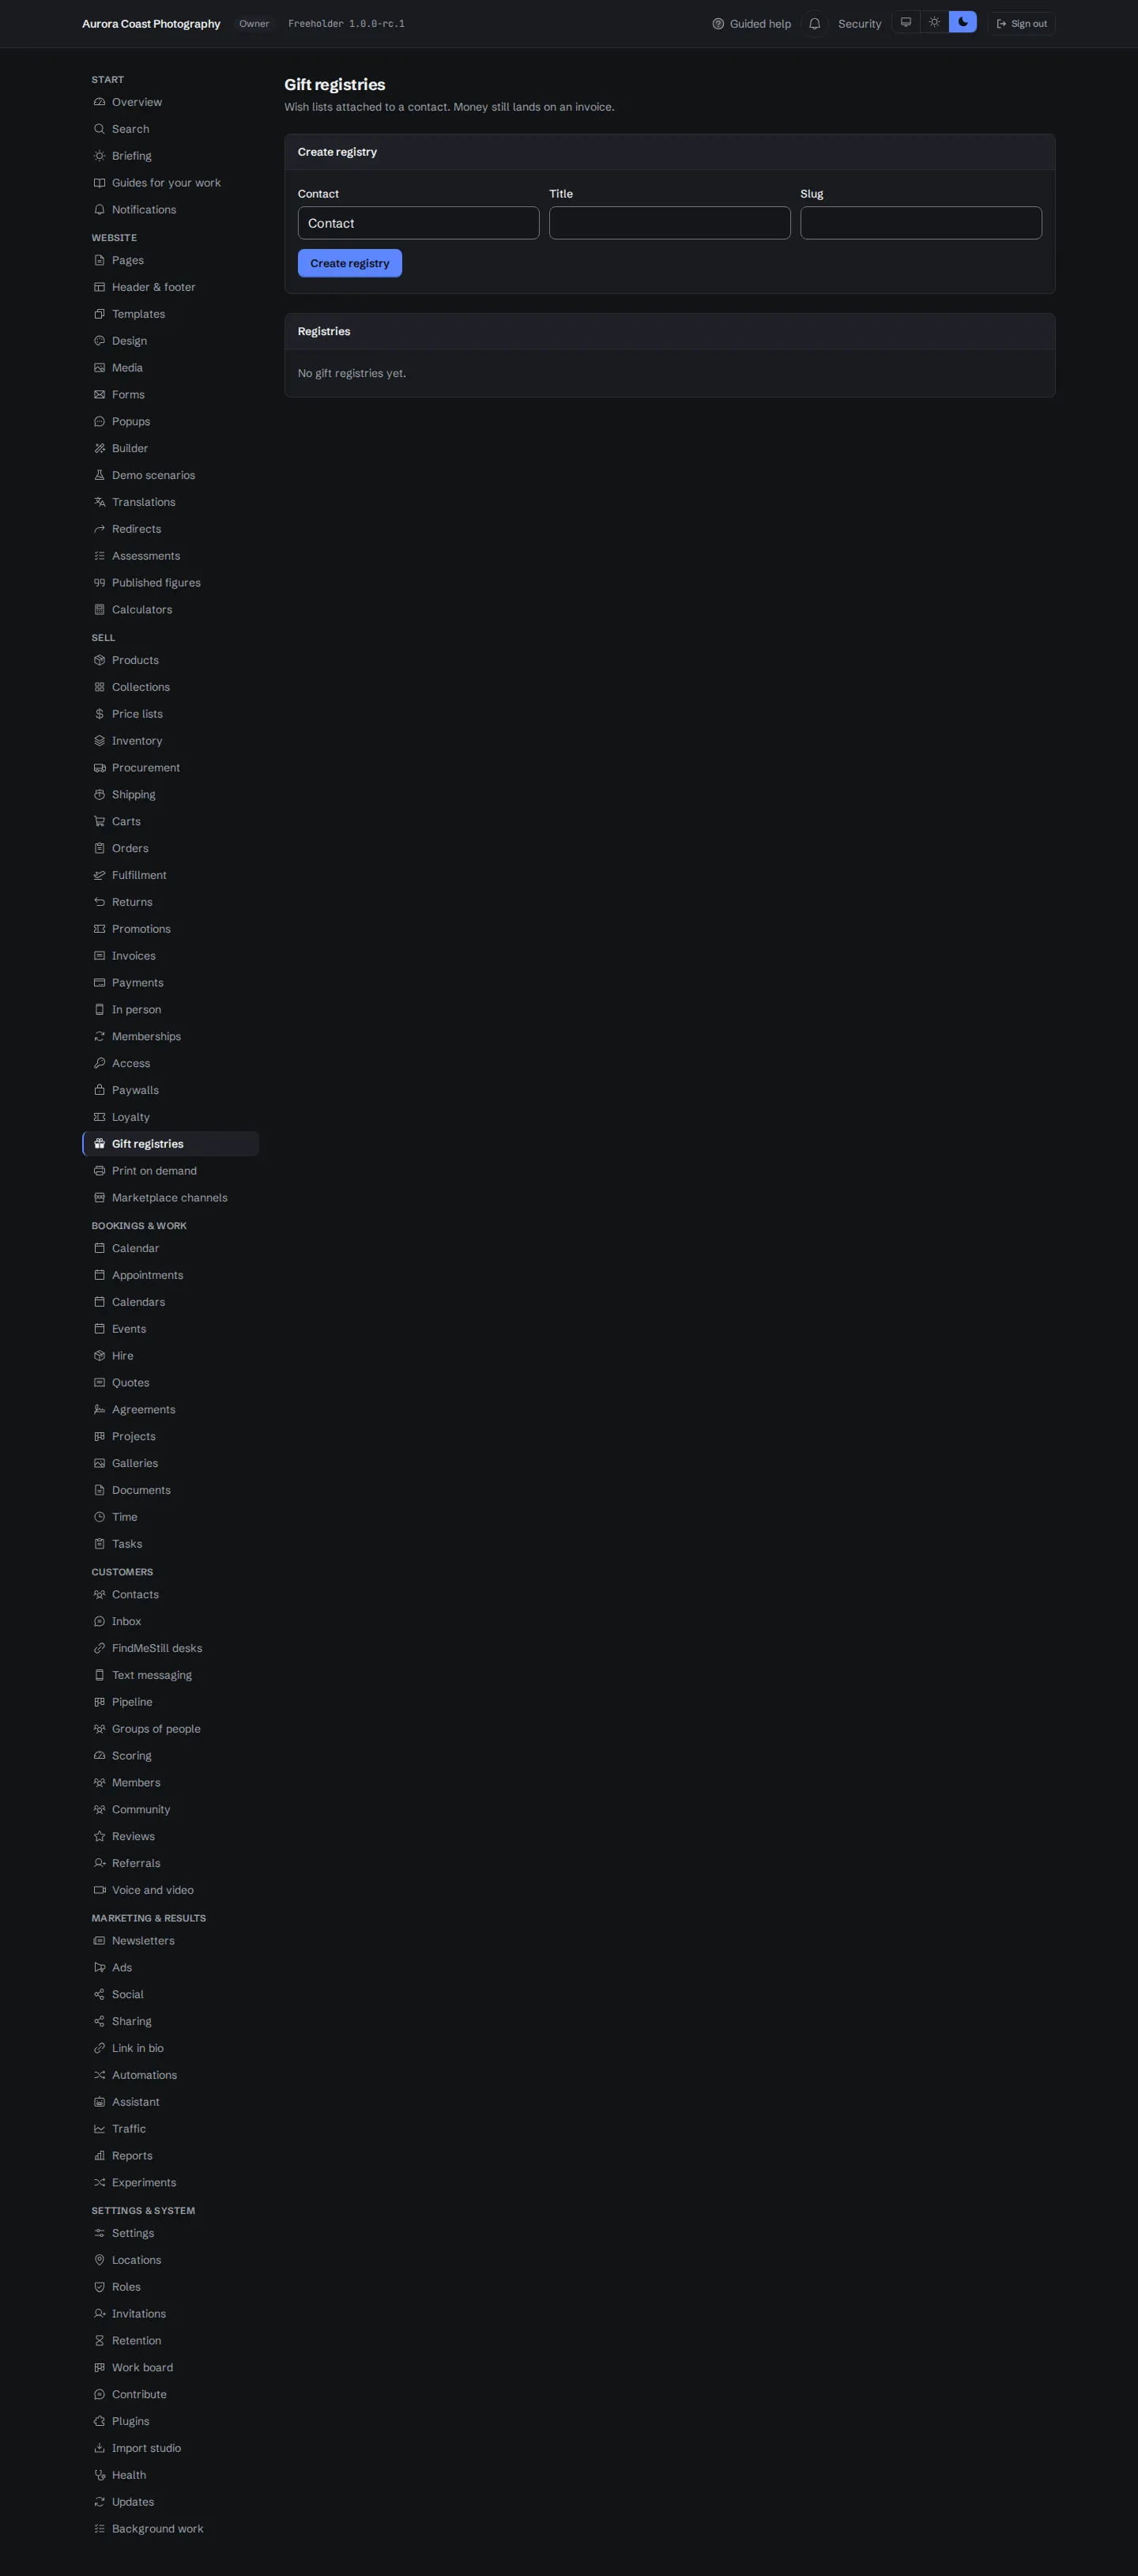 Aurora Coast Photography Owner Freeholder 1.0.0-rc.1 Guided help Security Sign out
START
Overview
Search
Briefing
Guides for your work
Notifications
WEBSITE
Pages
Header & footer
Templates
Design
Media
Forms
Popups
Builder
Demo scenarios
Translations
Redirects
Assessments
Published figures
Calculators
SELL
Products
Collections
Price lists
Inventory
Procurement
Shipping
Carts
Orders
Fulfillment
Returns
Promotions
Invoices
Payments
In person
Memberships
Access
Paywalls
Loyalty
Gift registries
Print on demand
Marketplace channels
BOOKINGS & WORK
Calendar
Appointments
Calendars
Events
Hire
Quotes
Agreements
Projects
Galleries
Documents
Time
Tasks
CUSTOMERS
Contacts
Inbox
FindMeStill desks
Text messaging
Pipeline
Groups of people
Scoring
Members
Community
Reviews
Referrals
Voice and video
MARKETING & RESULTS
Newsletters
Ads
Social
Sharing
Link in bio
Automations
Assistant
Traffic
Reports
Experiments
SETTINGS & SYSTEM
Settings
Locations
Roles
Invitations
Retention
Work board
Contribute
Plugins
Import studio
Health
Updates
Background work
Gift registries
Wish lists attached to a contact. Money still lands on an invoice.
Create registry
Contact Title Slug
Contact
Create registry
Registries
No gift registries yet.